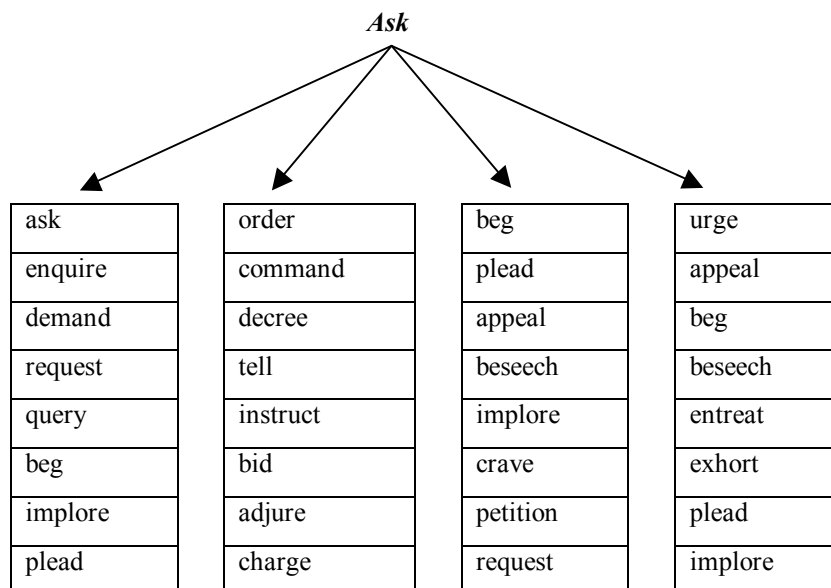 Ask
ask order beg urge
enquire command plead appeal
demand decree appeal beg
request tell beseech beseech
query instruct implore entreat
beg bid crave exhort
implore adjure petition plead
plead charge request implore